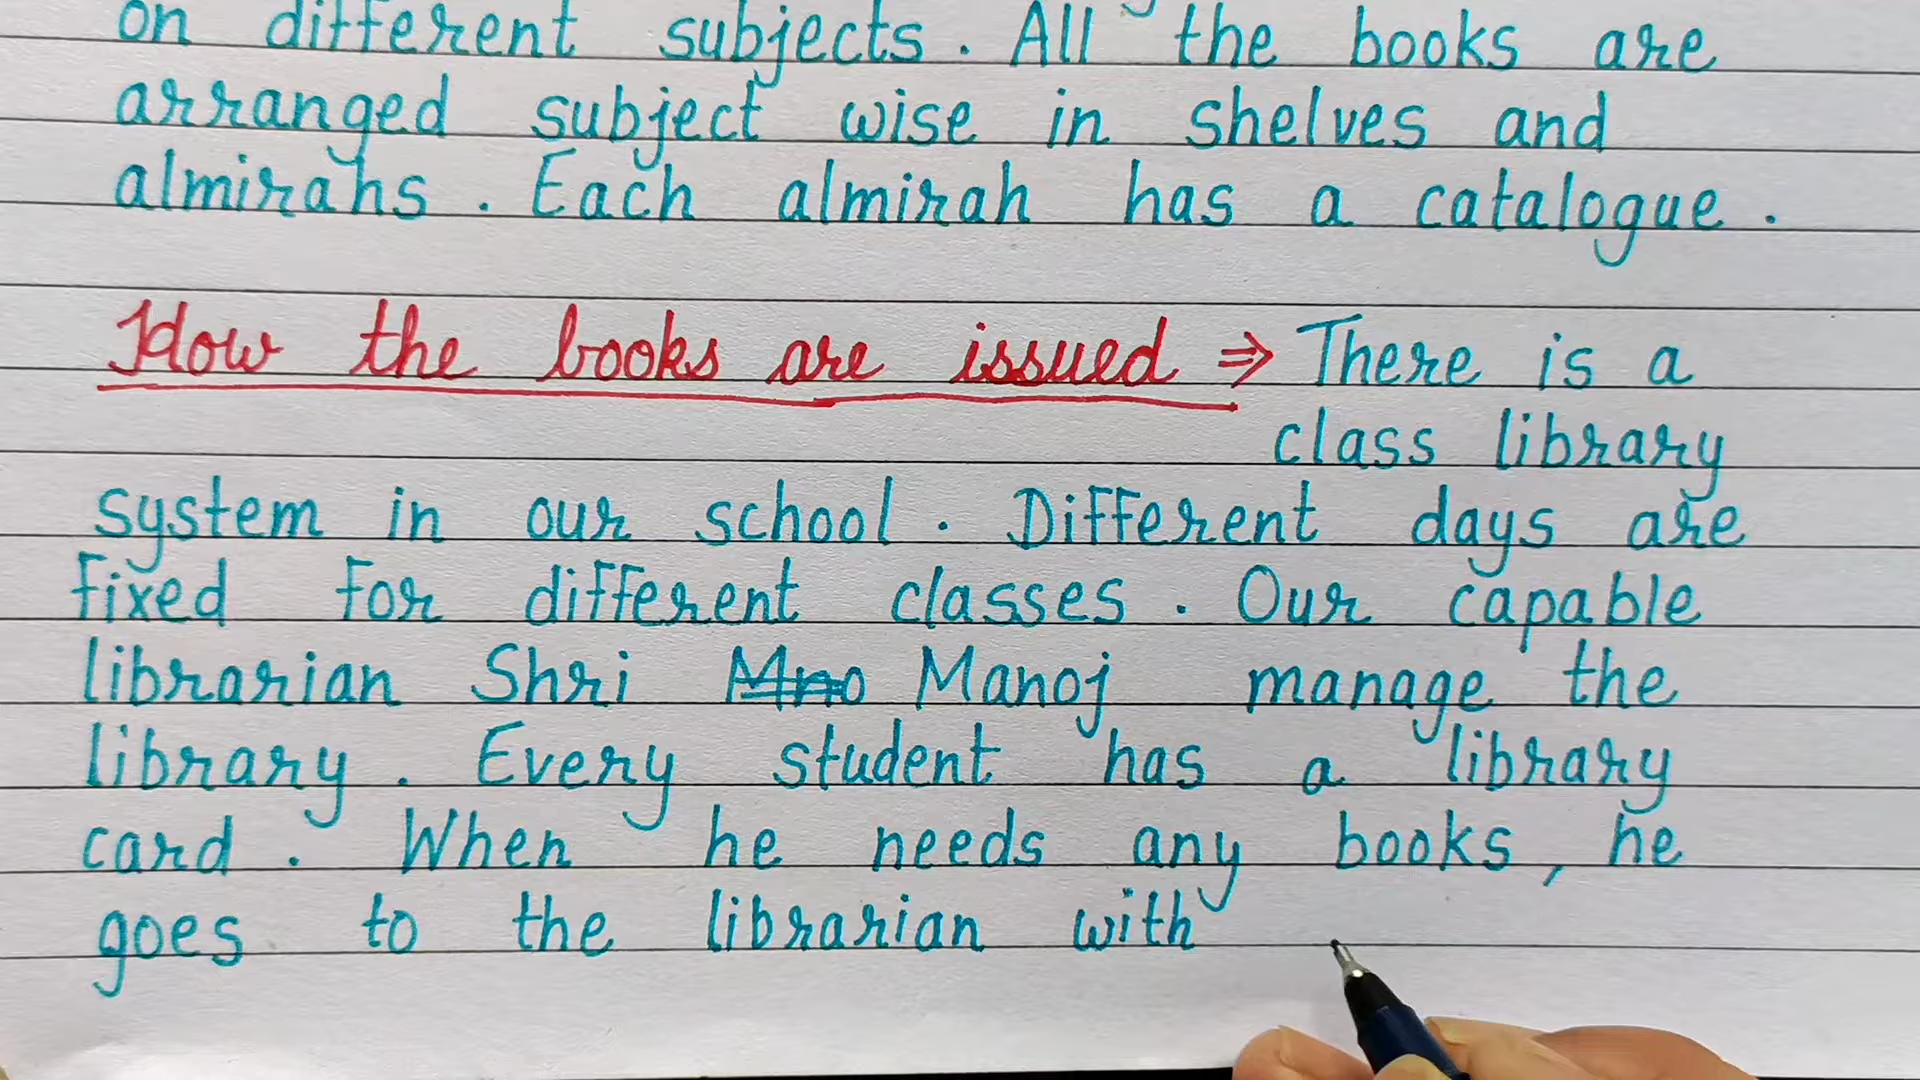 on different subjects. All the books are
arranged subject wise in shelves and
almirahs. Each almirah has a catalogue.
How the books are issued ⇒ There is a
class library
system in our school. Different days are
fixed for different classes. Our capable
librarian Shri Manoj manage the
library. Every student has a library
card. When he needs any books, he
goes to the librarian with